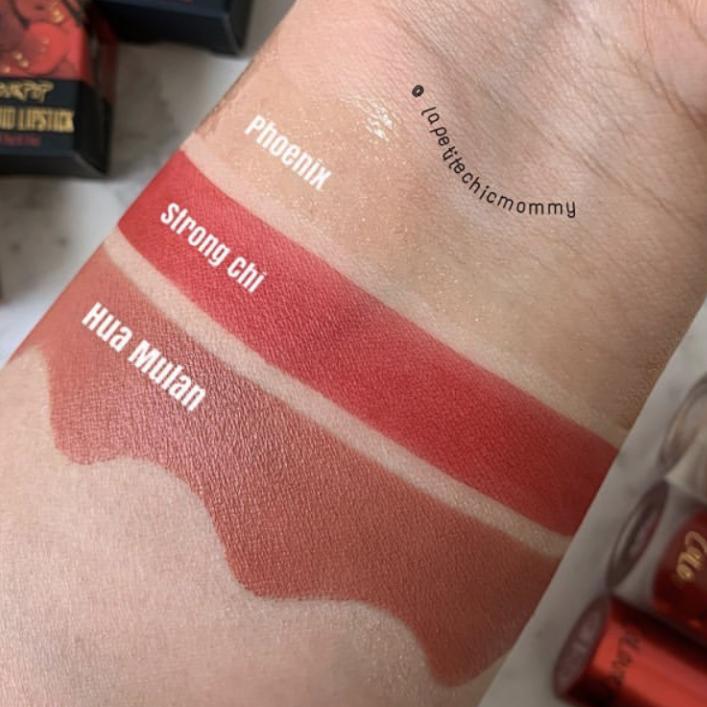 LIPSTICK
Phoenix
lapetitechicmommy
Strong Chi
Hua Mulan